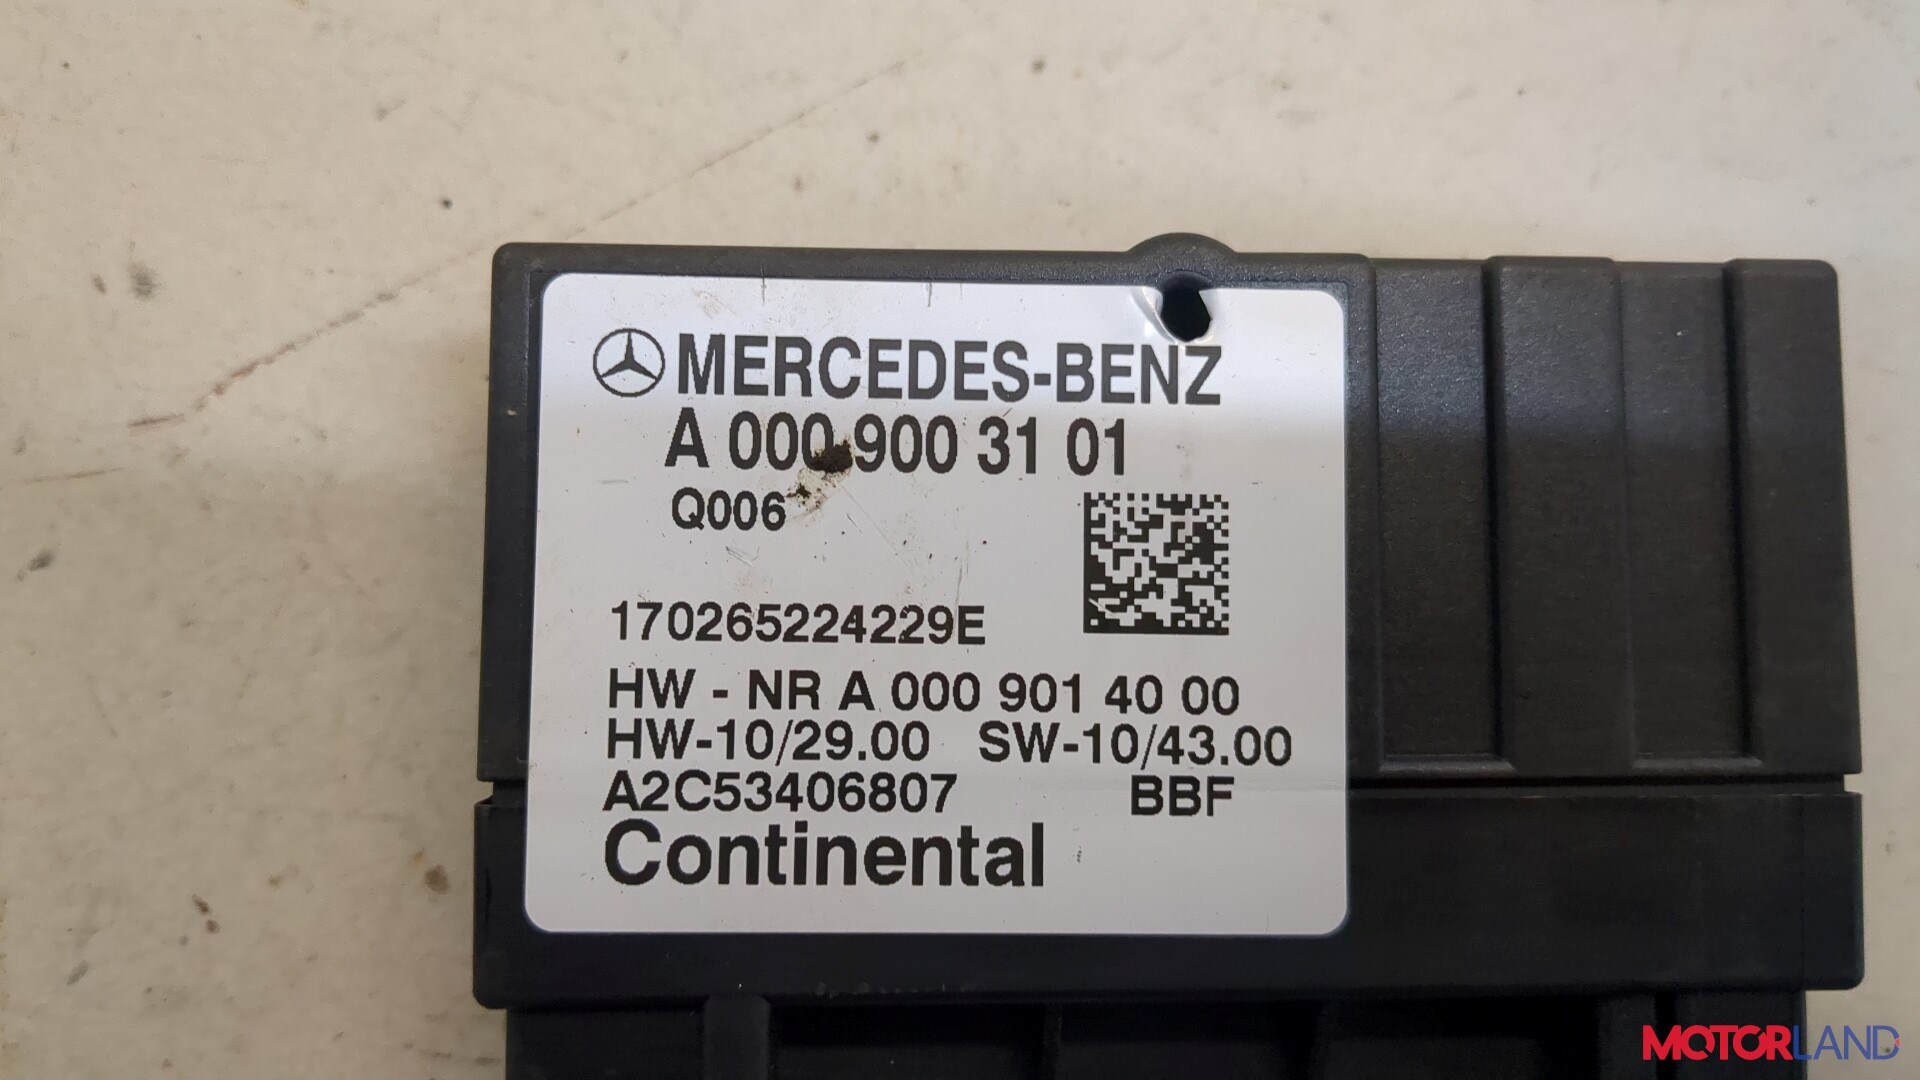 MERCEDES-BENZ
A 000 900 31 01
Q006
170265224229E
HW - NR A 000 901 40 00
HW-10/29.00 SW-10/43.00
A2C53406807 BBF
Continental
MOTORLAND